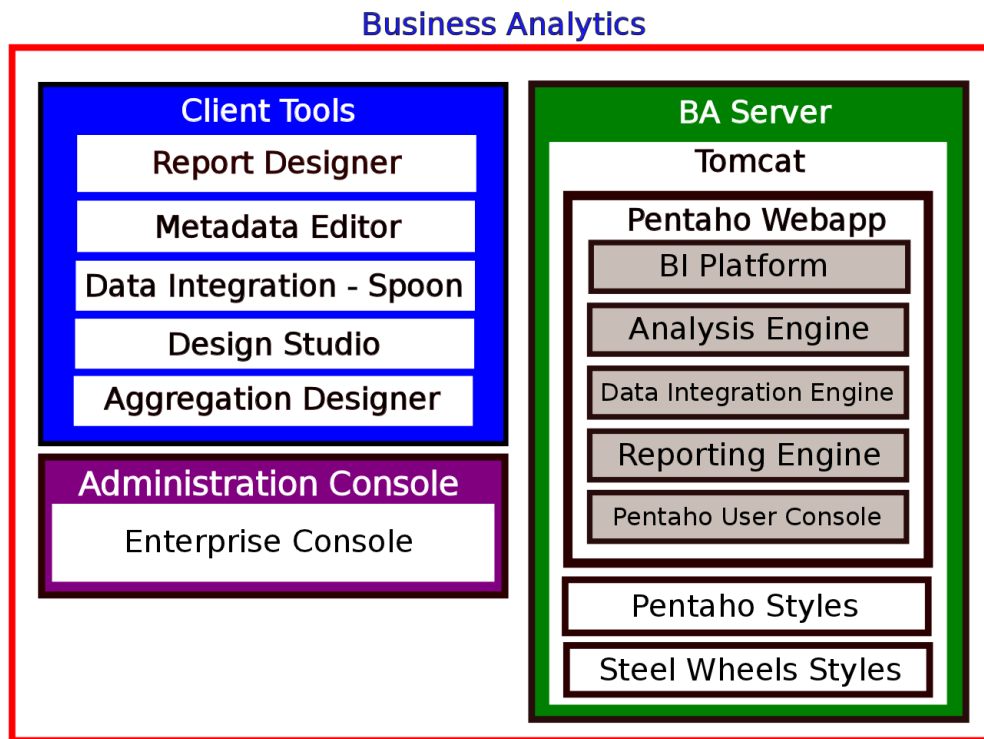 Business Analytics
Client Tools
Report Designer
Metadata Editor
Data Integration - Spoon
Design Studio
Aggregation Designer
Administration Console
Enterprise Console
BA Server
Tomcat
Pentaho Webapp
BI Platform
Analysis Engine
Data Integration Engine
Reporting Engine
Pentaho User Console
Pentaho Styles
Steel Wheels Styles